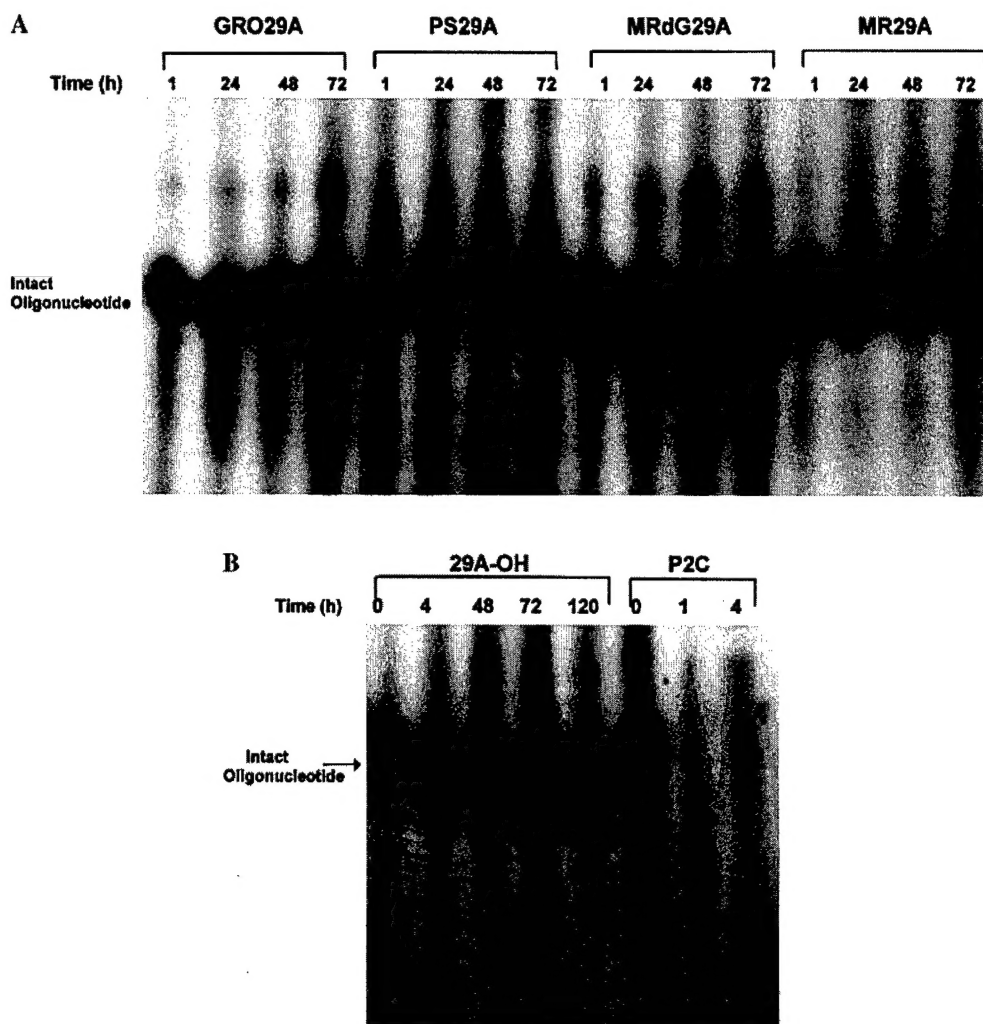 A
GRO29A PS29A MRdG29A MR29A
Time (h) 1 24 48 72 1 24 48 72 1 24 48 72 1 24 48 72
Intact
Oligonucleotide
B
29A-OH P2C
Time (h) 0 4 48 72 120 0 1 4
Intact
Oligonucleotide